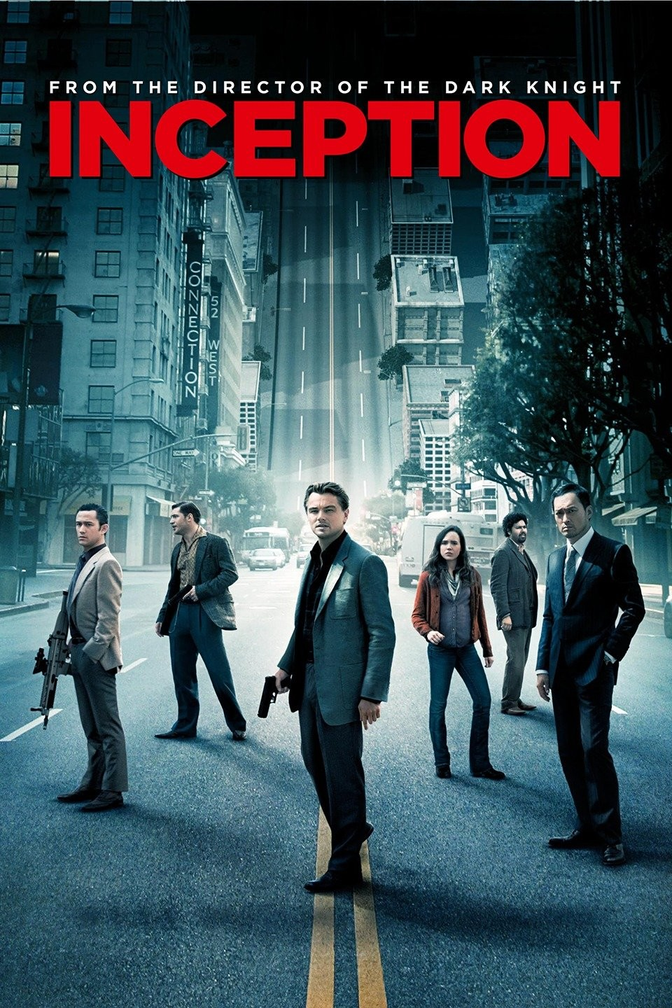 FROM THE DIRECTOR OF THE DARK KNIGHT
INCEPTION
CONNECTION
52 WEST